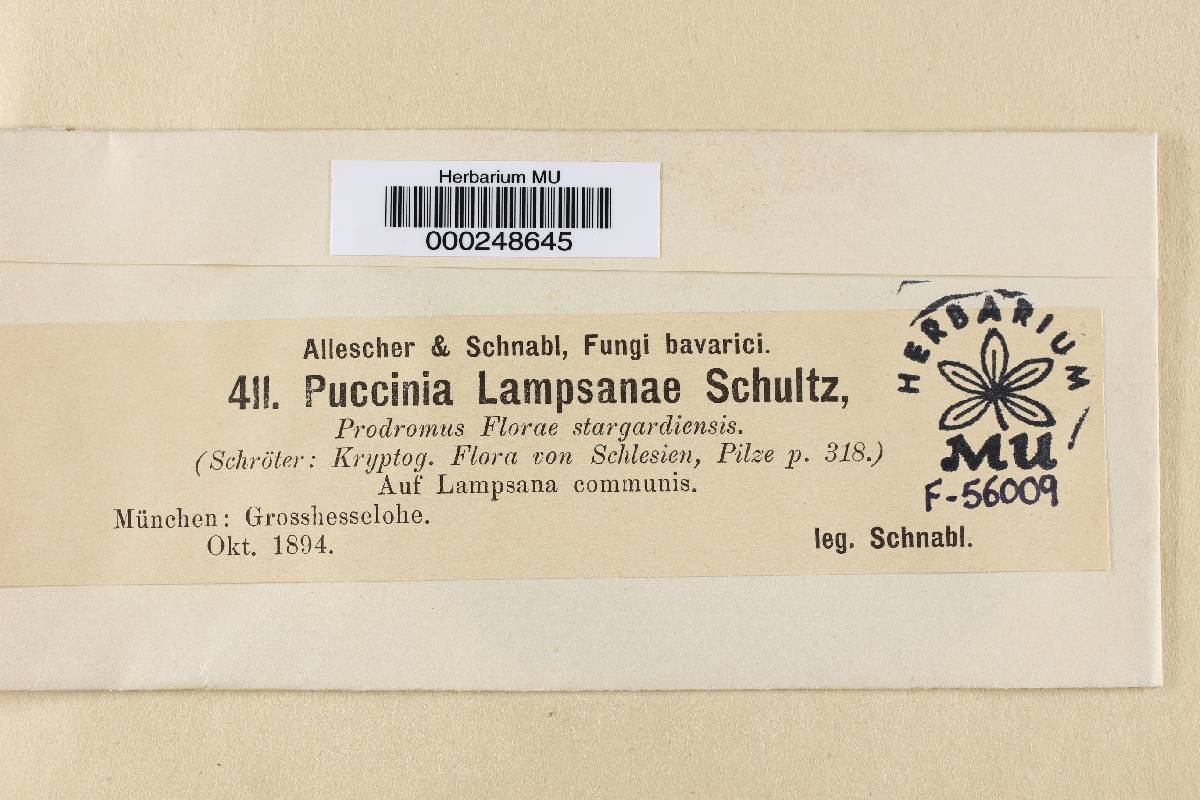 Herbarium MU
000248645
Allescher & Schnabl, Fungi bavarici.
411. Puccinia Lampsanae Schultz,
Prodromus Florae stargardiensis.
(Schröter: Kryptog. Flora von Schlesien, Pilze p. 318.)
Auf Lampsana communis.
München: Grosshesselohe.
Okt. 1894.
leg. Schnabl.
HERBARIUM
MU
F-56009